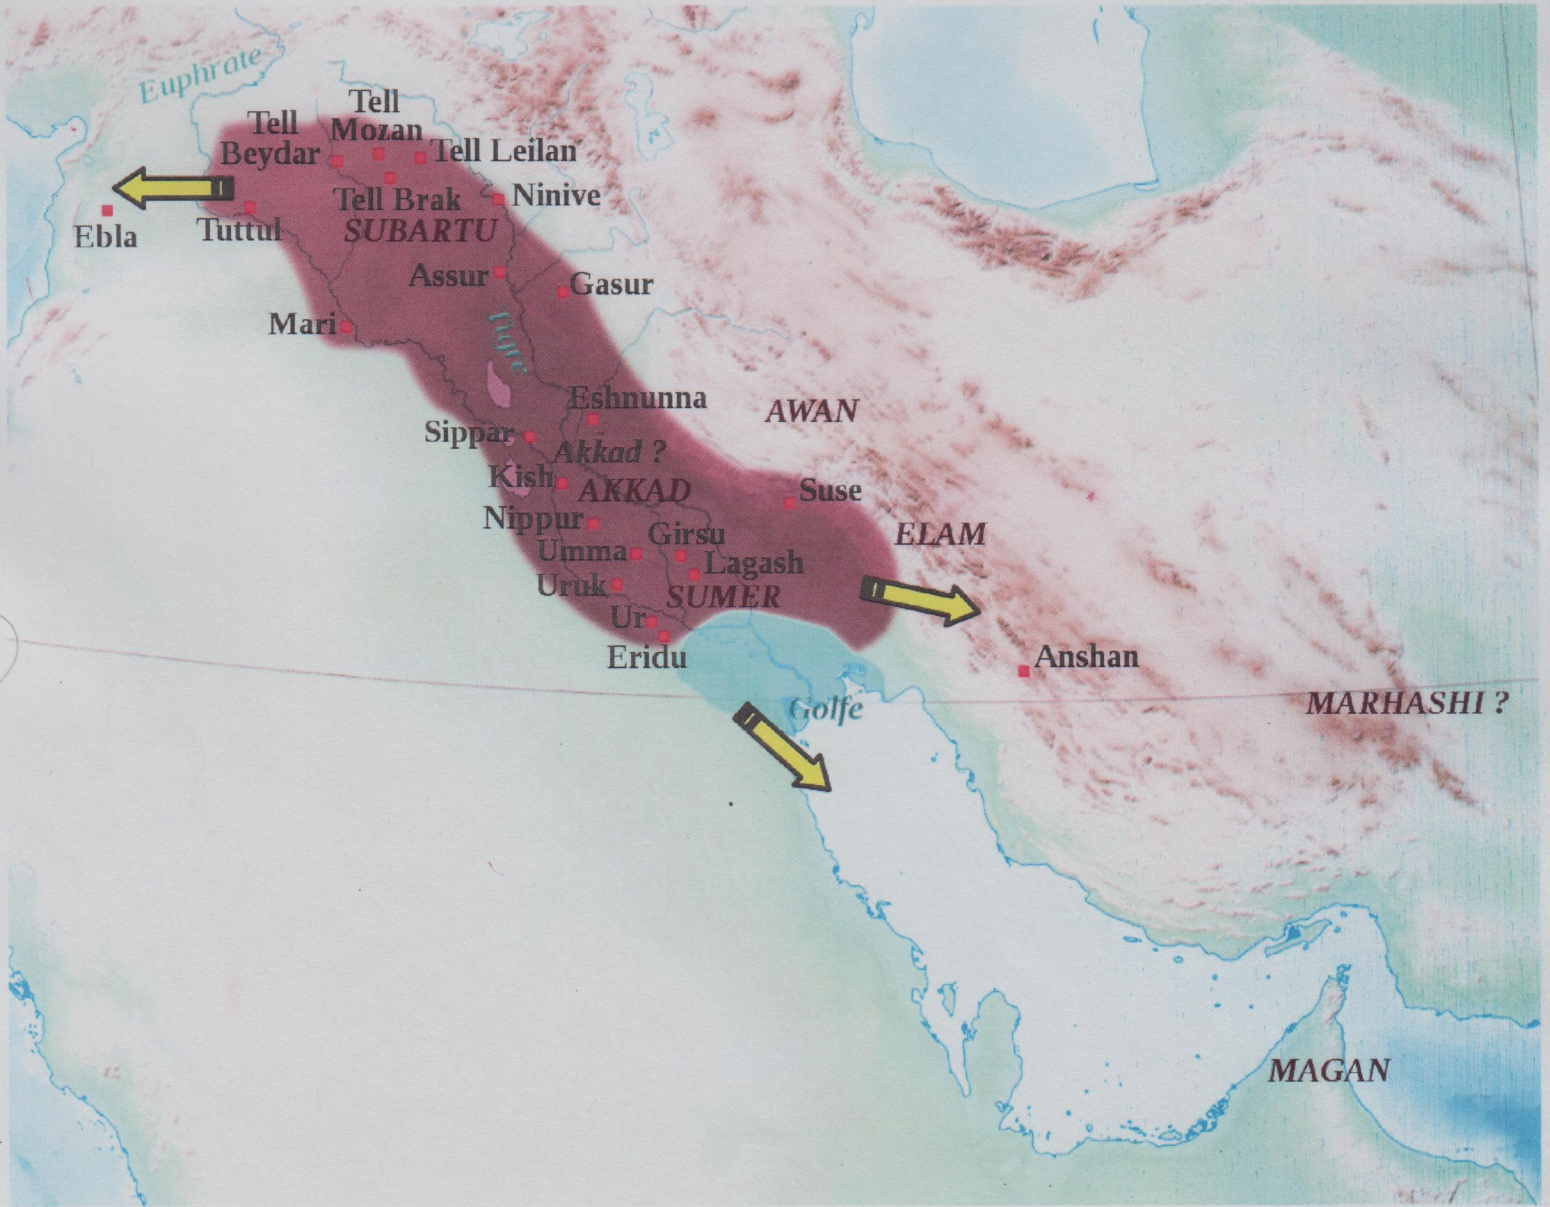 Euphrate
Tell
Mozan
Tell
Beydar
Tell Leilan
Tell Brak
Ninive
SUBARTU
Ebla
Tuttul
Assur
Gasur
Mari
Tigre
Eshnunna
AWAN
Sippar
Akkad ?
Kish
AKKAD
Suse
Nippur
Girsu
ELAM
Umma
Lagash
Uruk
SUMER
Ur
Eridu
Anshan
Golfe
MARHASHI ?
MAGAN